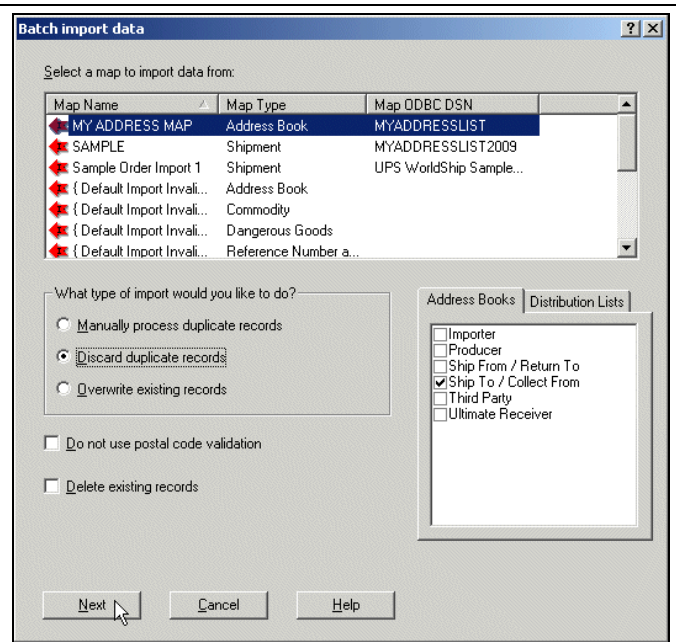 Batch import data
Select a map to import data from:
Map Name Map Type Map ODBC DSN
MY ADDRESS MAP Address Book MYADDRESSLIST
SAMPLE Shipment MYADDRESSLIST2009
Sample Order Import 1 Shipment UPS WorldShip Sample...
{ Default Import Invali... Address Book
{ Default Import Invali... Commodity
{ Default Import Invali... Dangerous Goods
{ Default Import Invali... Reference Number a...
What type of import would you like to do?
Manually process duplicate records
Discard duplicate records
Overwrite existing records
Do not use postal code validation
Delete existing records
Address Books Distribution Lists
Importer
Producer
Ship From / Return To
Ship To / Collect From
Third Party
Ultimate Receiver
Next Cancel Help